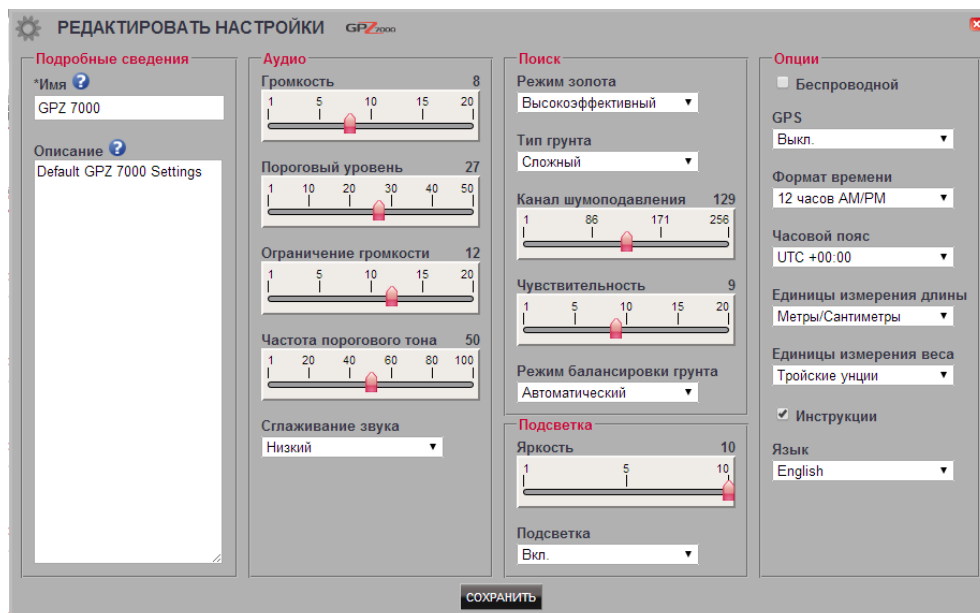 РЕДАКТИРОВАТЬ НАСТРОЙКИ GPZ7000
Подробные сведения
*Имя ?
GPZ 7000
Описание ?
Default GPZ 7000 Settings
Аудио
Громкость 8
1 5 10 15 20
Пороговый уровень 27
1 10 20 30 40 50
Ограничение громкости 12
1 5 10 15 20
Частота порогового тона 50
1 20 40 60 80 100
Сглаживание звука
Низкий
Поиск
Режим золота
Высокоэффективный
Тип грунта
Сложный
Канал шумоподавления 129
1 86 171 256
Чувствительность 9
1 5 10 15 20
Режим балансировки грунта
Автоматический
Подсветка
Яркость 10
1 5 10
Подсветка
Вкл.
Опции
Беспроводной
GPS
Выкл.
Формат времени
12 часов AM/PM
Часовой пояс
UTC +00:00
Единицы измерения длины
Метры/Сантиметры
Единицы измерения веса
Тройские унции
Инструкции
Язык
English
СОХРАНИТЬ